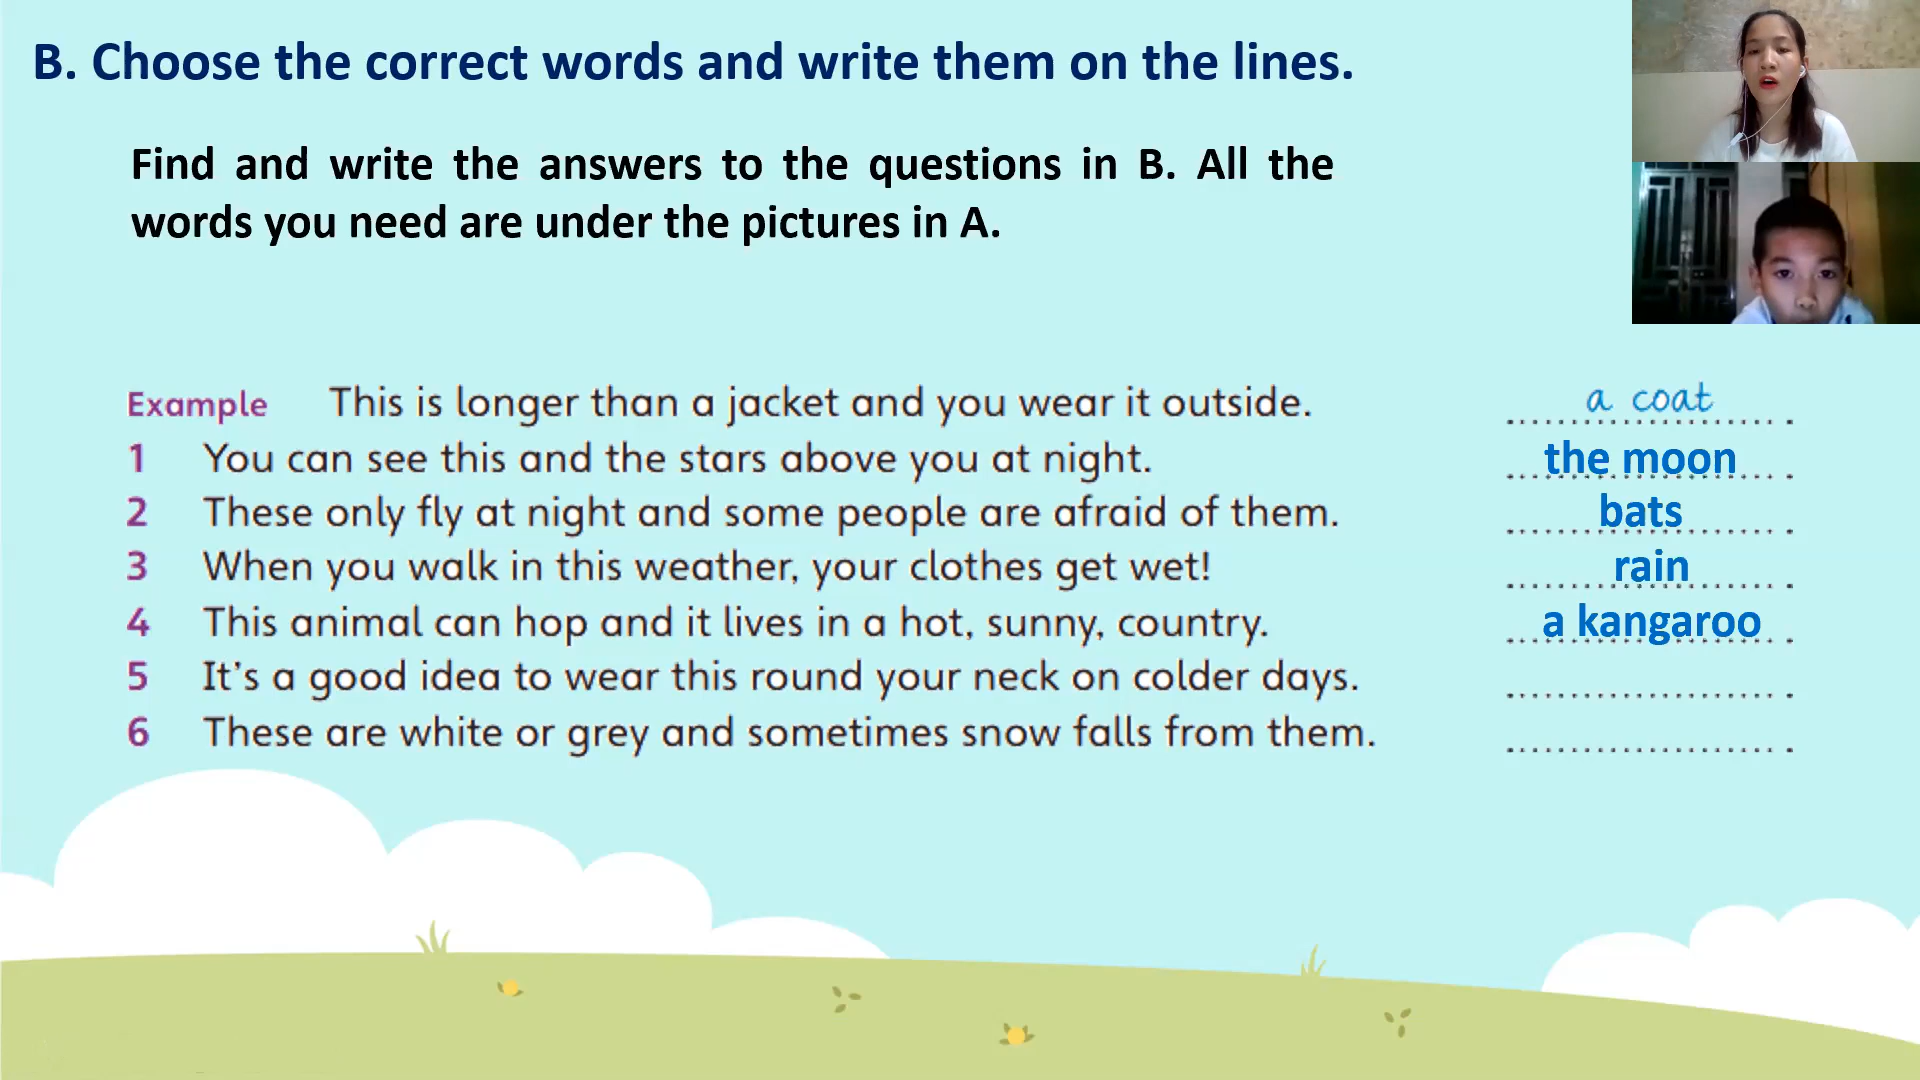 B. Choose the correct words and write them on the lines.
Find and write the answers to the questions in B. All the
words you need are under the pictures in A.
Example This is longer than a jacket and you wear it outside. a coat
1 You can see this and the stars above you at night. the moon
2 These only fly at night and some people are afraid of them. bats
3 When you walk in this weather, your clothes get wet! rain
4 This animal can hop and it lives in a hot, sunny, country. a kangaroo
5 It's a good idea to wear this round your neck on colder days.
6 These are white or grey and sometimes snow falls from them.